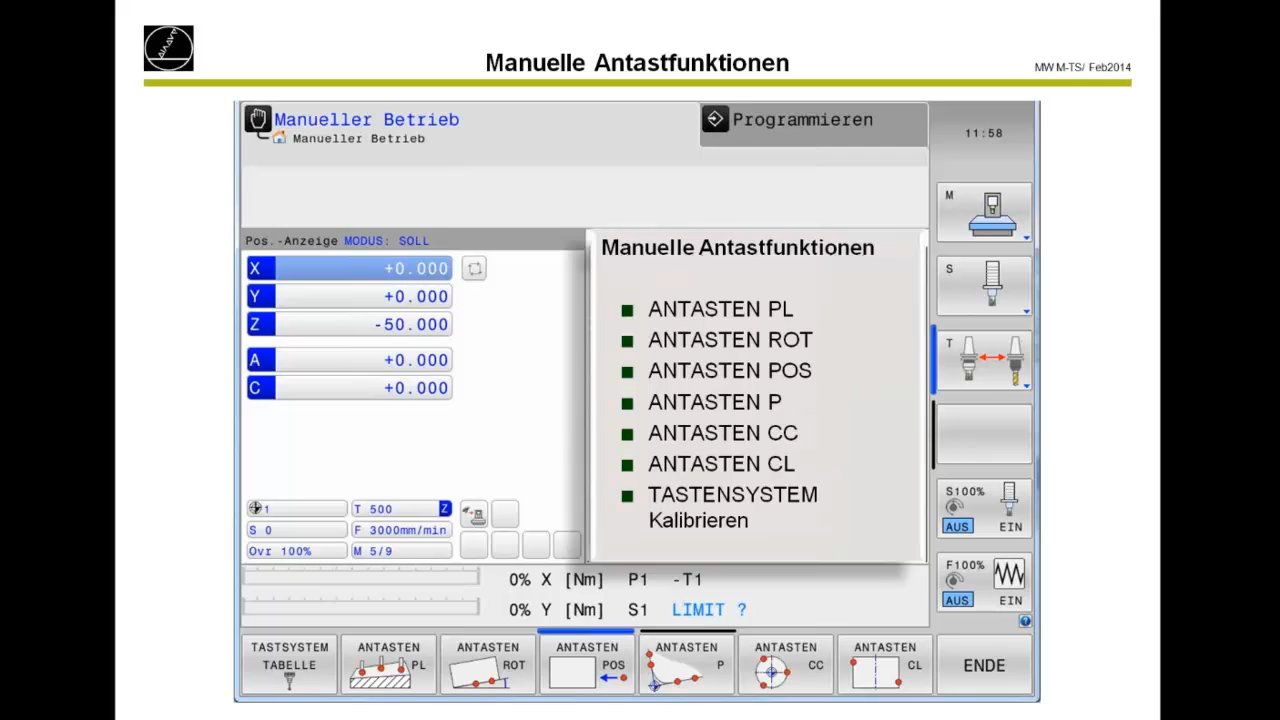 Manuelle Antastfunktionen
MW M-TS/ Feb2014
Manueller Betrieb
Manueller Betrieb
Programmieren
11:58
Pos.-Anzeige MODUS: SOLL
X +0.000
Y +0.000
Z -50.000
A +0.000
C +0.000
Manuelle Antastfunktionen
ANTASTEN PL
ANTASTEN ROT
ANTASTEN POS
ANTASTEN P
ANTASTEN CC
ANTASTEN CL
TASTENSYSTEM
Kalibrieren
M
S
T
S100%
AUS EIN
F100%
AUS EIN
1 T 500 Z
S 0 F 3000mm/min
Ovr 100% M 5/9
0% X [Nm] P1 -T1
0% Y [Nm] S1 LIMIT ?
TASTSYSTEM
TABELLE
ANTASTEN
PL
ANTASTEN
ROT
ANTASTEN
POS
ANTASTEN
P
ANTASTEN
CC
ANTASTEN
CL
ENDE